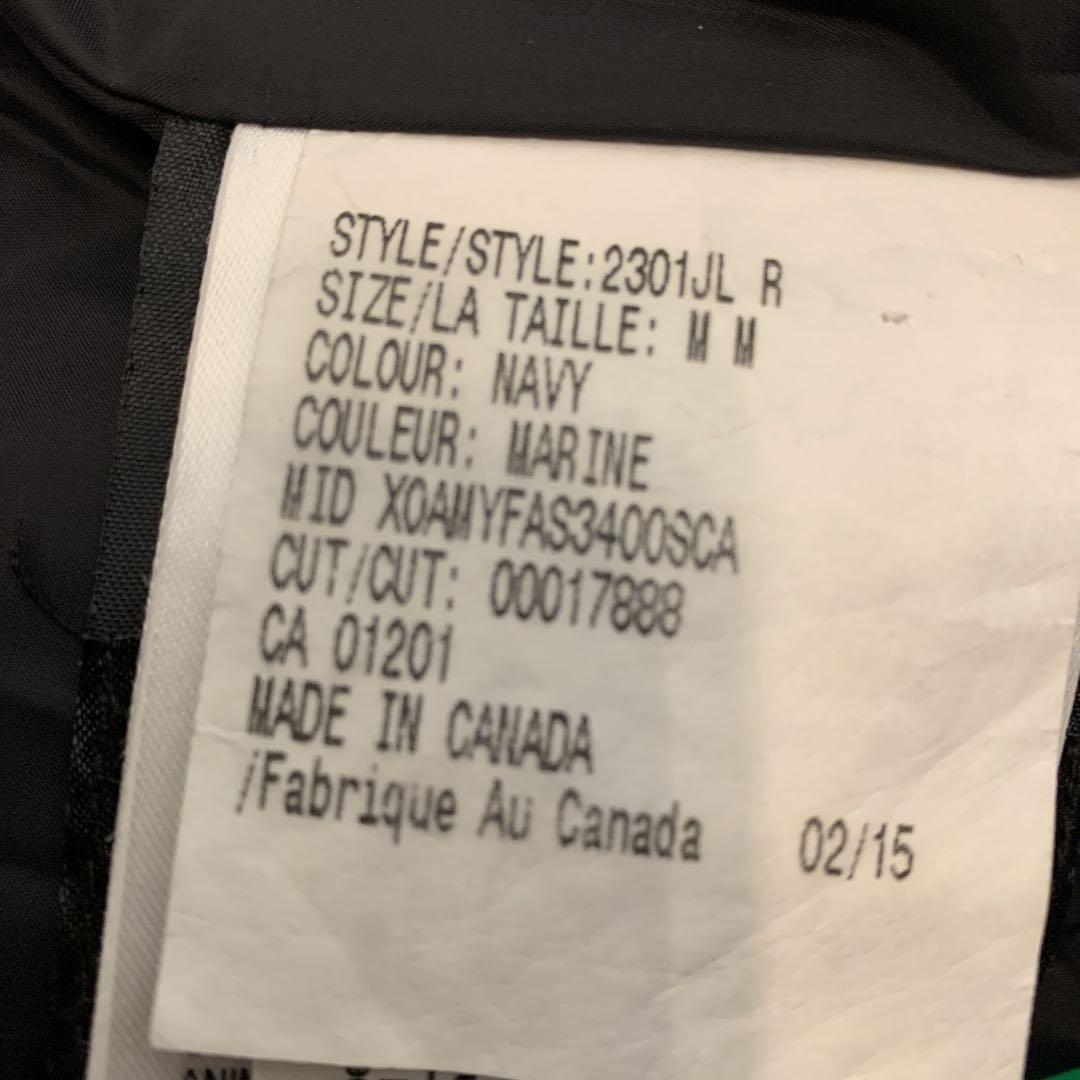 STYLE/STYLE:2301JL R
SIZE/LA TAILLE: M M
COLOUR: NAVY
COULEUR: MARINE
MID XOAMYFAS3400SCA
CUT/CUT: 00017888
CA 01201
MADE IN CANADA
/Fabrique Au Canada 02/15